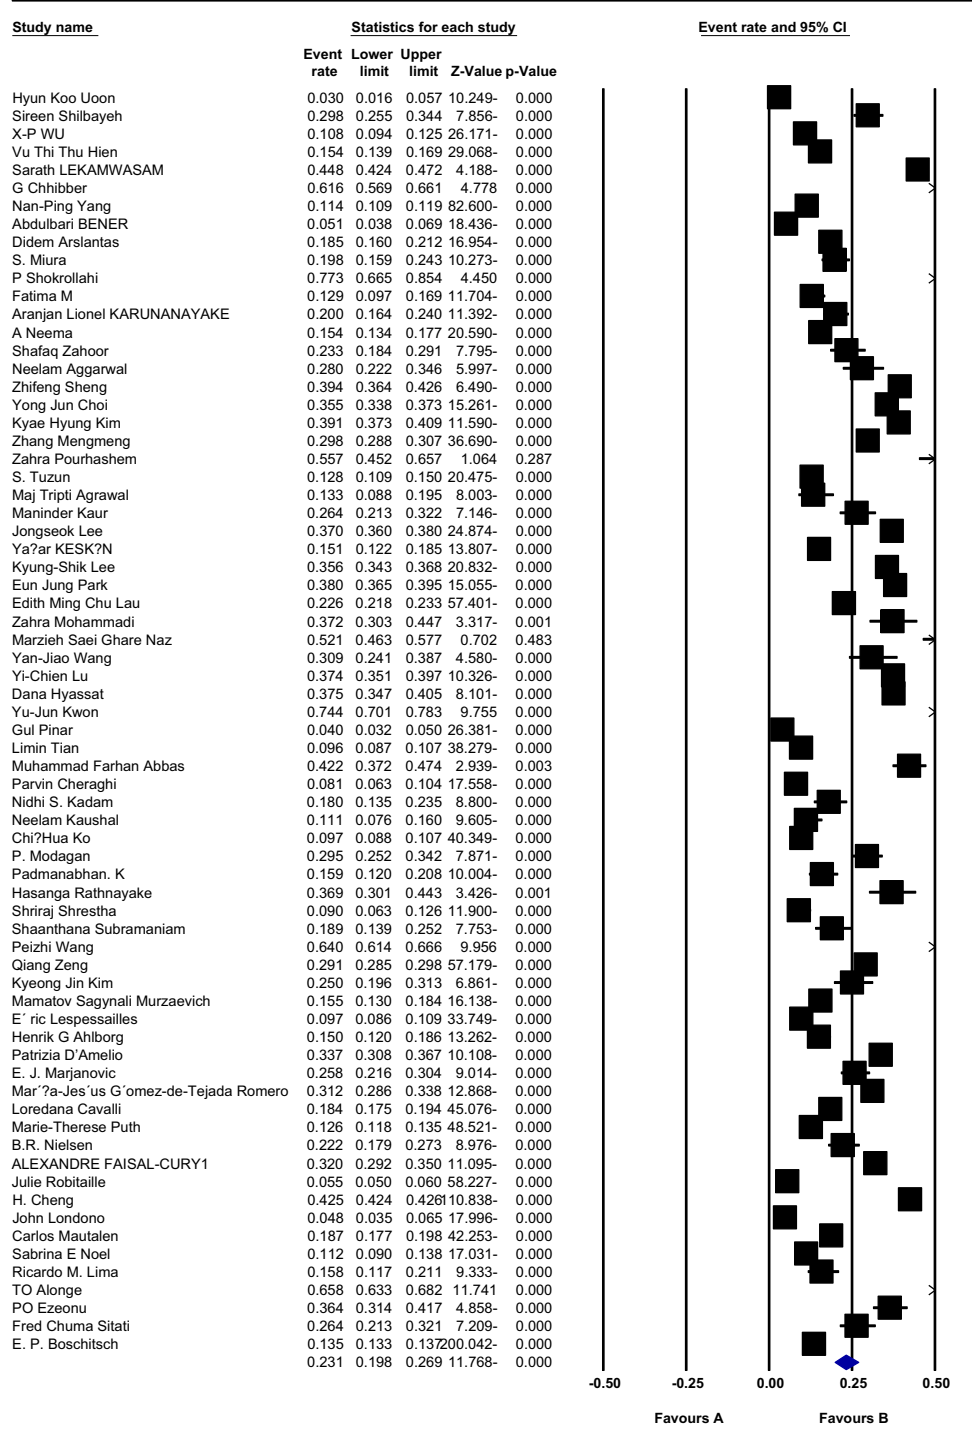 Study name Statistics for each study Event rate and 95% CI
Event Lower Upper
rate limit limit Z-Value p-Value
Hyun Koo Uoon 0.030 0.016 0.057 10.249- 0.000
Sireen Shilbayeh 0.298 0.255 0.344 7.856- 0.000
X-P WU 0.108 0.094 0.125 26.171- 0.000
Vu Thi Thu Hien 0.154 0.139 0.169 29.068- 0.000
Sarath LEKAMWASAM 0.448 0.424 0.472 4.188- 0.000
G Chhibber 0.616 0.569 0.661 4.778 0.000
Nan-Ping Yang 0.114 0.109 0.119 82.600- 0.000
Abdulbari BENER 0.051 0.038 0.069 18.436- 0.000
Didem Arslantas 0.185 0.160 0.212 16.954- 0.000
S. Miura 0.198 0.159 0.243 10.273- 0.000
P Shokrollahi 0.773 0.665 0.854 4.450 0.000
Fatima M 0.129 0.097 0.169 11.704- 0.000
Aranjan Lionel KARUNANAYAKE 0.200 0.164 0.240 11.392- 0.000
A Neema 0.154 0.134 0.177 20.590- 0.000
Shafaq Zahoor 0.233 0.184 0.291 7.795- 0.000
Neelam Aggarwal 0.280 0.222 0.346 5.997- 0.000
Zhifeng Sheng 0.394 0.364 0.426 6.490- 0.000
Yong Jun Choi 0.355 0.338 0.373 15.261- 0.000
Kyae Hyung Kim 0.391 0.373 0.409 11.590- 0.000
Zhang Mengmeng 0.298 0.288 0.307 36.690- 0.000
Zahra Pourhashem 0.557 0.452 0.657 1.064 0.287
S. Tuzun 0.128 0.109 0.150 20.475- 0.000
Maj Tripti Agrawal 0.133 0.088 0.195 8.003- 0.000
Maninder Kaur 0.264 0.213 0.322 7.146- 0.000
Jongseok Lee 0.370 0.360 0.380 24.874- 0.000
Ya?ar KESK?N 0.151 0.122 0.185 13.807- 0.000
Kyung-Shik Lee 0.356 0.343 0.368 20.832- 0.000
Eun Jung Park 0.380 0.365 0.395 15.055- 0.000
Edith Ming Chu Lau 0.226 0.218 0.233 57.401- 0.000
Zahra Mohammadi 0.372 0.303 0.447 3.317- 0.001
Marzieh Saei Ghare Naz 0.521 0.463 0.577 0.702 0.483
Yan-Jiao Wang 0.309 0.241 0.387 4.580- 0.000
Yi-Chien Lu 0.374 0.351 0.397 10.326- 0.000
Dana Hyassat 0.375 0.347 0.405 8.101- 0.000
Yu-Jun Kwon 0.744 0.701 0.783 9.755 0.000
Gul Pinar 0.040 0.032 0.050 26.381- 0.000
Limin Tian 0.096 0.087 0.107 38.279- 0.000
Muhammad Farhan Abbas 0.422 0.372 0.474 2.939- 0.003
Parvin Cheraghi 0.081 0.063 0.104 17.558- 0.000
Nidhi S. Kadam 0.180 0.135 0.235 8.800- 0.000
Neelam Kaushal 0.111 0.076 0.160 9.605- 0.000
Chi?Hua Ko 0.097 0.088 0.107 40.349- 0.000
P. Modagan 0.295 0.252 0.342 7.871- 0.000
Padmanabhan. K 0.159 0.120 0.208 10.004- 0.000
Hasanga Rathnayake 0.369 0.301 0.443 3.426- 0.001
Shriraj Shrestha 0.090 0.063 0.126 11.900- 0.000
Shaanthana Subramaniam 0.189 0.139 0.252 7.753- 0.000
Peizhi Wang 0.640 0.614 0.666 9.956 0.000
Qiang Zeng 0.291 0.285 0.298 57.179- 0.000
Kyeong Jin Kim 0.250 0.196 0.313 6.861- 0.000
Mamatov Sagynali Murzaevich 0.155 0.130 0.184 16.138- 0.000
E´ ric Lespessailles 0.097 0.086 0.109 33.749- 0.000
Henrik G Ahlborg 0.150 0.120 0.186 13.262- 0.000
Patrizia D'Amelio 0.337 0.308 0.367 10.108- 0.000
E. J. Marjanovic 0.258 0.216 0.304 9.014- 0.000
Mar´?a-Jes´us G´omez-de-Tejada Romero 0.312 0.286 0.338 12.868- 0.000
Loredana Cavalli 0.184 0.175 0.194 45.076- 0.000
Marie-Therese Puth 0.126 0.118 0.135 48.521- 0.000
B.R. Nielsen 0.222 0.179 0.273 8.976- 0.000
ALEXANDRE FAISAL-CURY1 0.320 0.292 0.350 11.095- 0.000
Julie Robitaille 0.055 0.050 0.060 58.227- 0.000
H. Cheng 0.425 0.424 0.426110.838- 0.000
John Londono 0.048 0.035 0.065 17.996- 0.000
Carlos Mautalen 0.187 0.177 0.198 42.253- 0.000
Sabrina E Noel 0.112 0.090 0.138 17.031- 0.000
Ricardo M. Lima 0.158 0.117 0.211 9.333- 0.000
TO Alonge 0.658 0.633 0.682 11.741 0.000
PO Ezeonu 0.364 0.314 0.417 4.858- 0.000
Fred Chuma Sitati 0.264 0.213 0.321 7.209- 0.000
E. P. Boschitsch 0.135 0.133 0.137200.042- 0.000
0.231 0.198 0.269 11.768- 0.000
-0.50 -0.25 0.00 0.25 0.50
Favours A Favours B